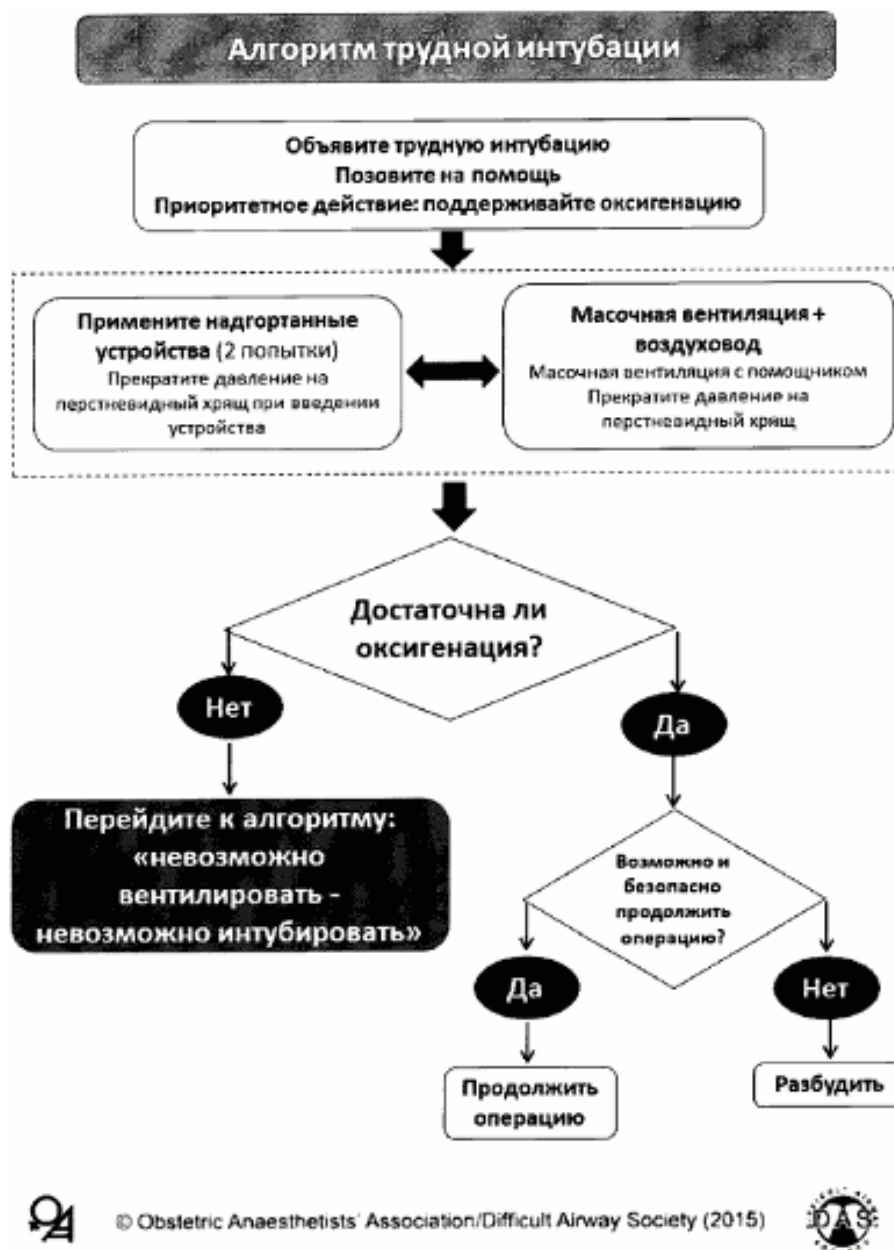 Алгоритм трудной интубации
Объявите трудную интубацию
Позовите на помощь
Приоритетное действие: поддерживайте оксигенацию
Примените надгортанные
устройства (2 попытки)
Прекратите давление на
перстневидный хрящ при введении
устройства
Масочная вентиляция +
воздуховод
Масочная вентиляция с помощником
Прекратите давление на
перстневидный хрящ
Достаточна ли
оксигенация?
Нет
Да
Перейдите к алгоритму:
«невозможно
вентилировать -
невозможно интубировать»
Возможно и
безопасно
продолжить
операцию?
Да
Нет
Продолжить
операцию
Разбудить
© Obstetric Anaesthetists' Association/Difficult Airway Society (2015)
DAS